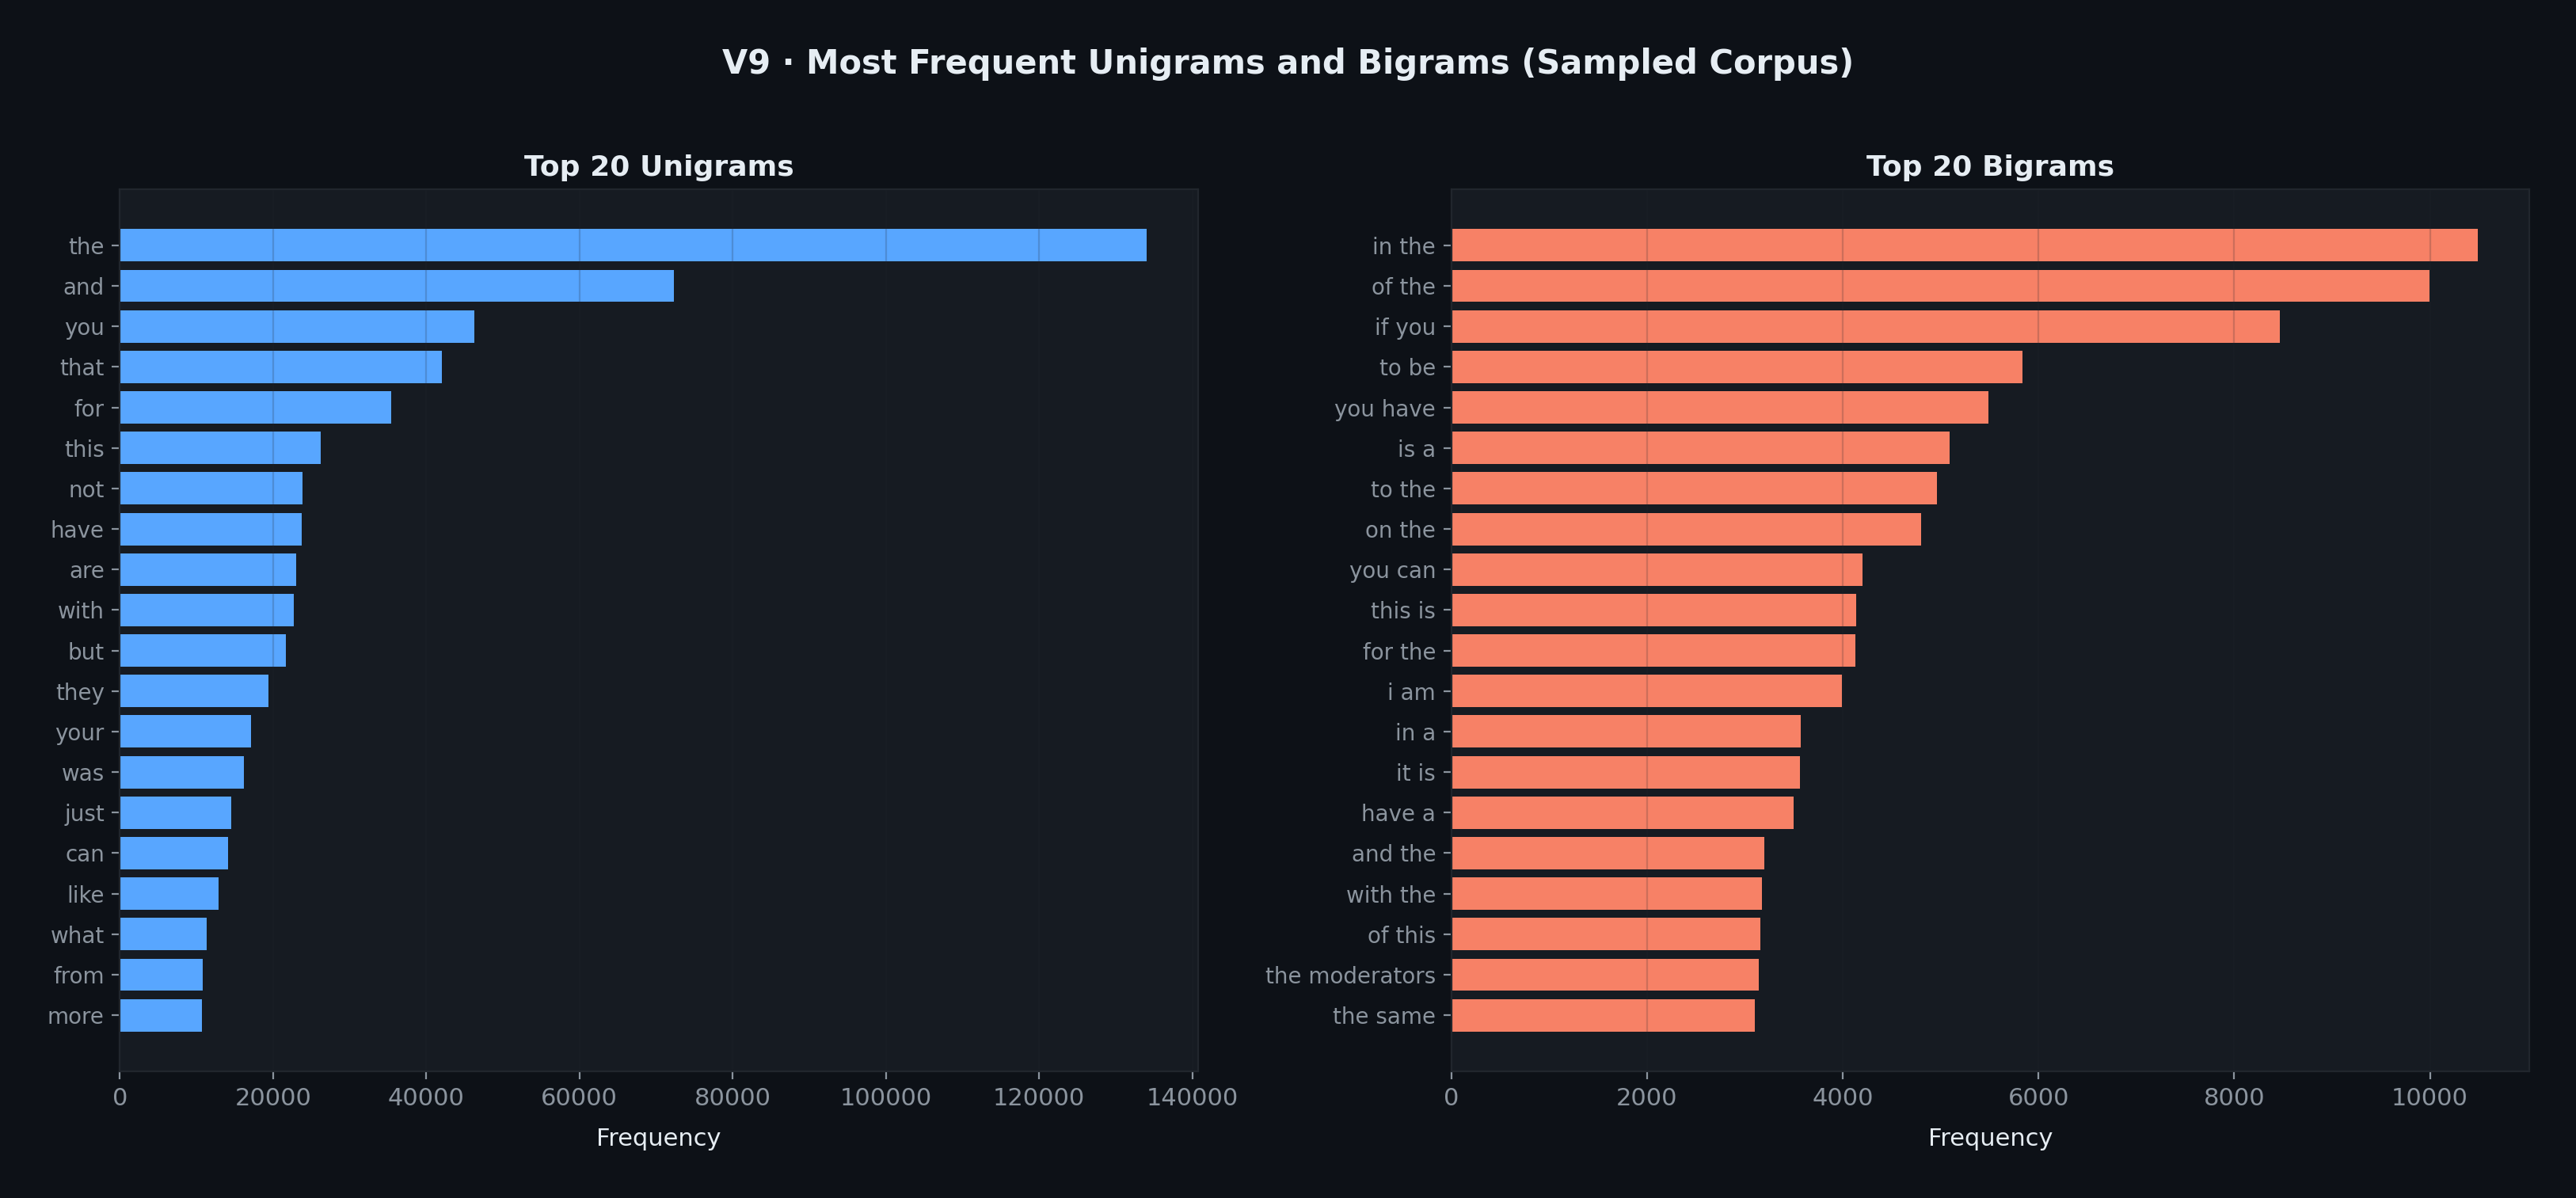 V9 · Most Frequent Unigrams and Bigrams (Sampled Corpus)
Top 20 Unigrams
the
and
you
that
for
this
not
have
are
with
but
they
your
was
just
can
like
what
from
more
0 20000 40000 60000 80000 100000 120000 140000
Frequency
Top 20 Bigrams
in the
of the
if you
to be
you have
is a
to the
on the
you can
this is
for the
i am
in a
it is
have a
and the
with the
of this
the moderators
the same
0 2000 4000 6000 8000 10000
Frequency